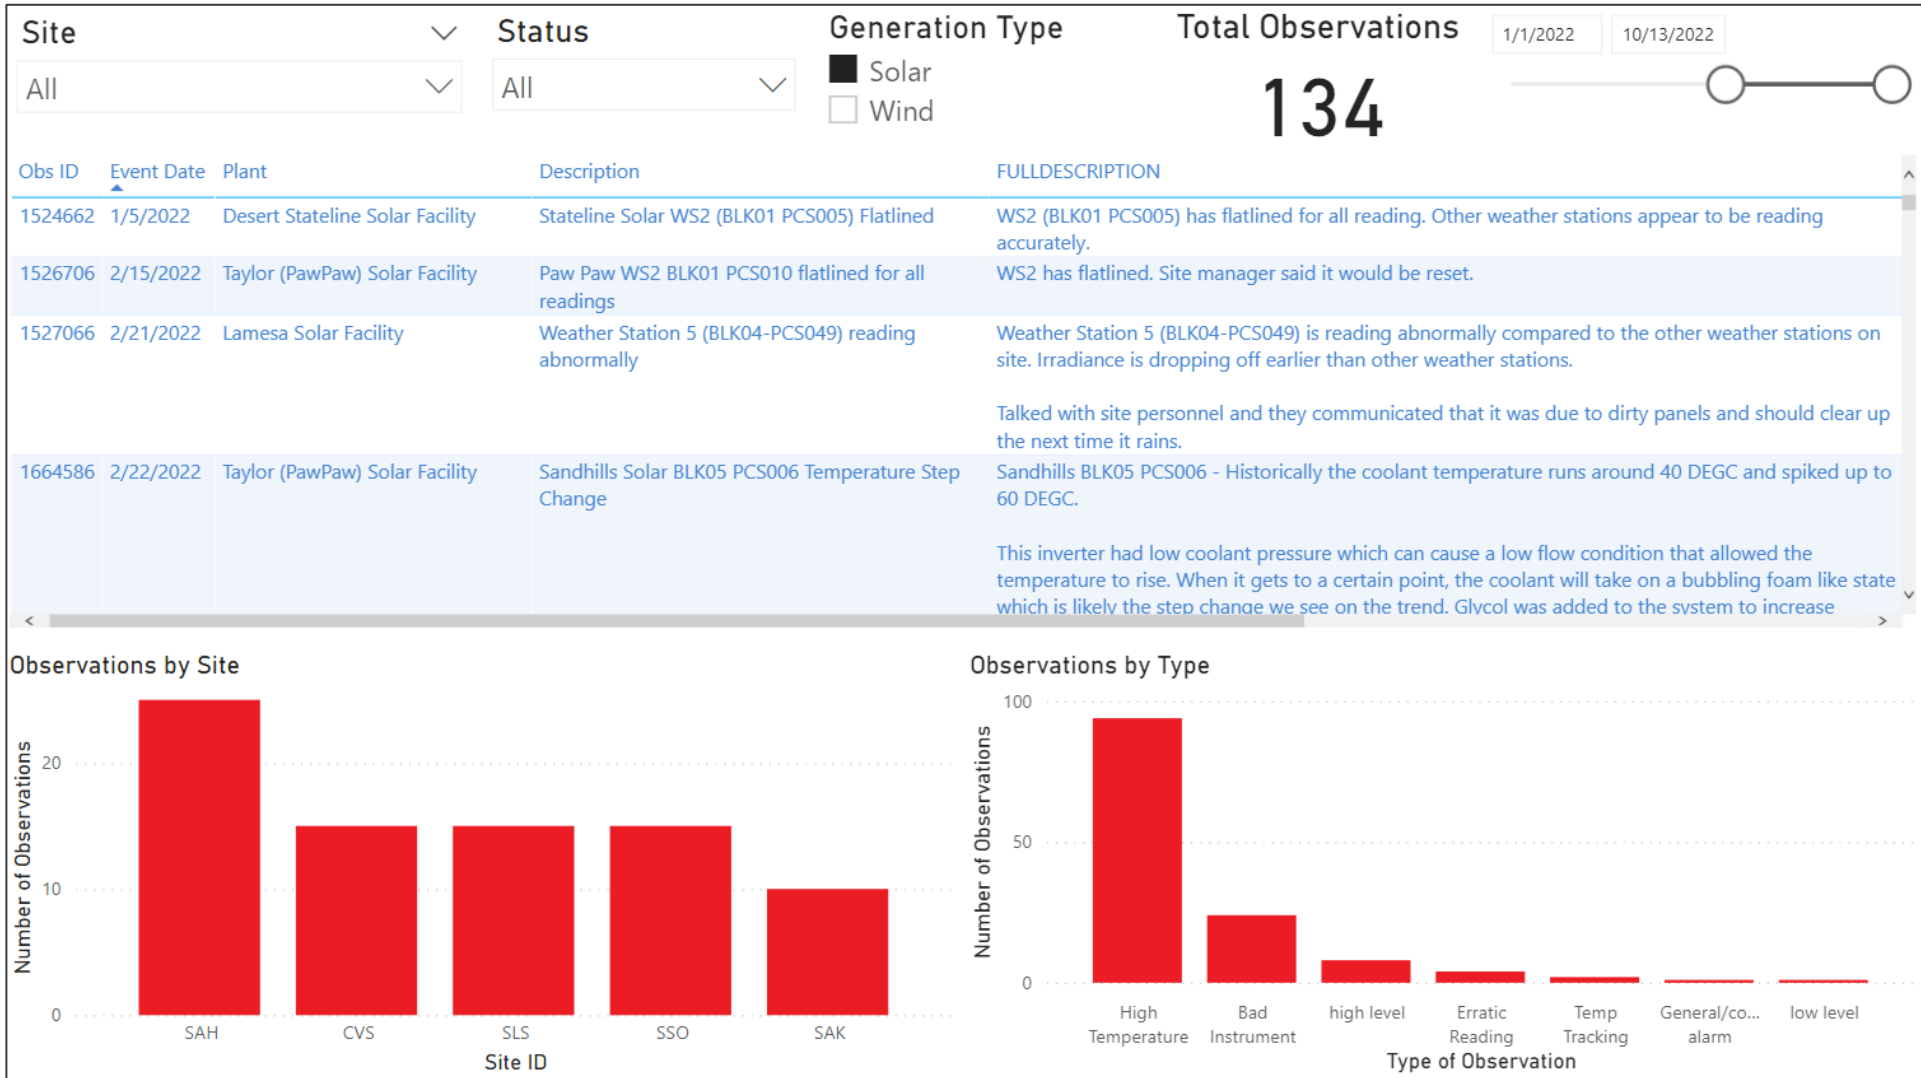 Site
Status
Generation Type
Total Observations
1/1/2022
10/13/2022
All
All
Solar
Wind
134
Obs ID Event Date Plant Description FULLDESCRIPTION
1524662 1/5/2022 Desert Stateline Solar Facility Stateline Solar WS2 (BLK01 PCS005) Flatlined WS2 (BLK01 PCS005) has flatlined for all reading. Other weather stations appear to be reading
accurately.
1526706 2/15/2022 Taylor (PawPaw) Solar Facility Paw Paw WS2 BLK01 PCS010 flatlined for all WS2 has flatlined. Site manager said it would be reset.
readings
1527066 2/21/2022 Lamesa Solar Facility Weather Station 5 (BLK04-PCS049) reading Weather Station 5 (BLK04-PCS049) is reading abnormally compared to the other weather stations on
abnormally site. Irradiance is dropping off earlier than other weather stations.
Talked with site personnel and they communicated that it was due to dirty panels and should clear up
the next time it rains.
1664586 2/22/2022 Taylor (PawPaw) Solar Facility Sandhills Solar BLK05 PCS006 Temperature Step Sandhills BLK05 PCS006 - Historically the coolant temperature runs around 40 DEGC and spiked up to
Change 60 DEGC.
This inverter had low coolant pressure which can cause a low flow condition that allowed the
temperature to rise. When it gets to a certain point, the coolant will take on a bubbling foam like state
which is likely the step change we see on the trend. Glycol was added to the system to increase
Observations by Site
Number of Observations
20
10
0
SAH CVS SLS SSO SAK
Site ID
Observations by Type
Number of Observations
100
50
0
High Bad high level Erratic Temp General/co... low level
Temperature Instrument Reading Tracking alarm
Type of Observation